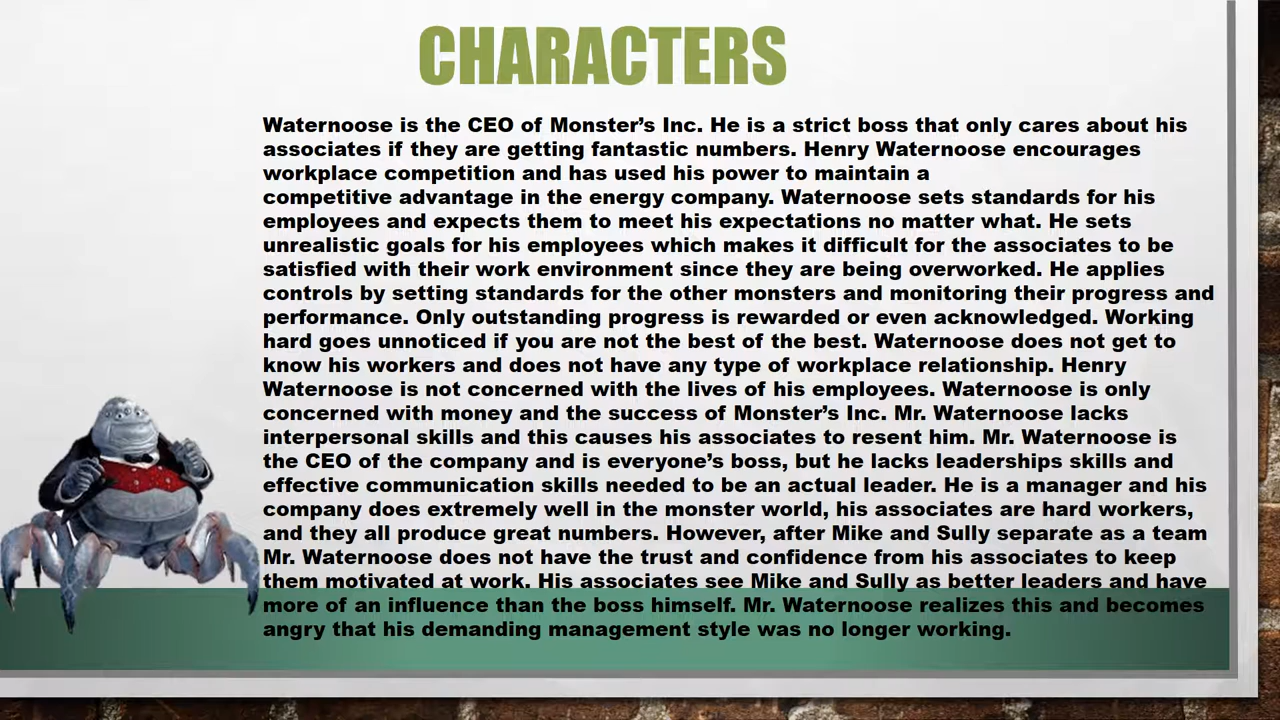 CHARACTERS
Waternoose is the CEO of Monster’s Inc. He is a strict boss that only cares about his
associates if they are getting fantastic numbers. Henry Waternoose encourages
workplace competition and has used his power to maintain a
competitive advantage in the energy company. Waternoose sets standards for his
employees and expects them to meet his expectations no matter what. He sets
unrealistic goals for his employees which makes it difficult for the associates to be
satisfied with their work environment since they are being overworked. He applies
controls by setting standards for the other monsters and monitoring their progress and
performance. Only outstanding progress is rewarded or even acknowledged. Working
hard goes unnoticed if you are not the best of the best. Waternoose does not get to
know his workers and does not have any type of workplace relationship. Henry
Waternoose is not concerned with the lives of his employees. Waternoose is only
concerned with money and the success of Monster’s Inc. Mr. Waternoose lacks
interpersonal skills and this causes his associates to resent him. Mr. Waternoose is
the CEO of the company and is everyone’s boss, but he lacks leaderships skills and
effective communication skills needed to be an actual leader. He is a manager and his
company does extremely well in the monster world, his associates are hard workers,
and they all produce great numbers. However, after Mike and Sully separate as a team
Mr. Waternoose does not have the trust and confidence from his associates to keep
them motivated at work. His associates see Mike and Sully as better leaders and have
more of an influence than the boss himself. Mr. Waternoose realizes this and becomes
angry that his demanding management style was no longer working.